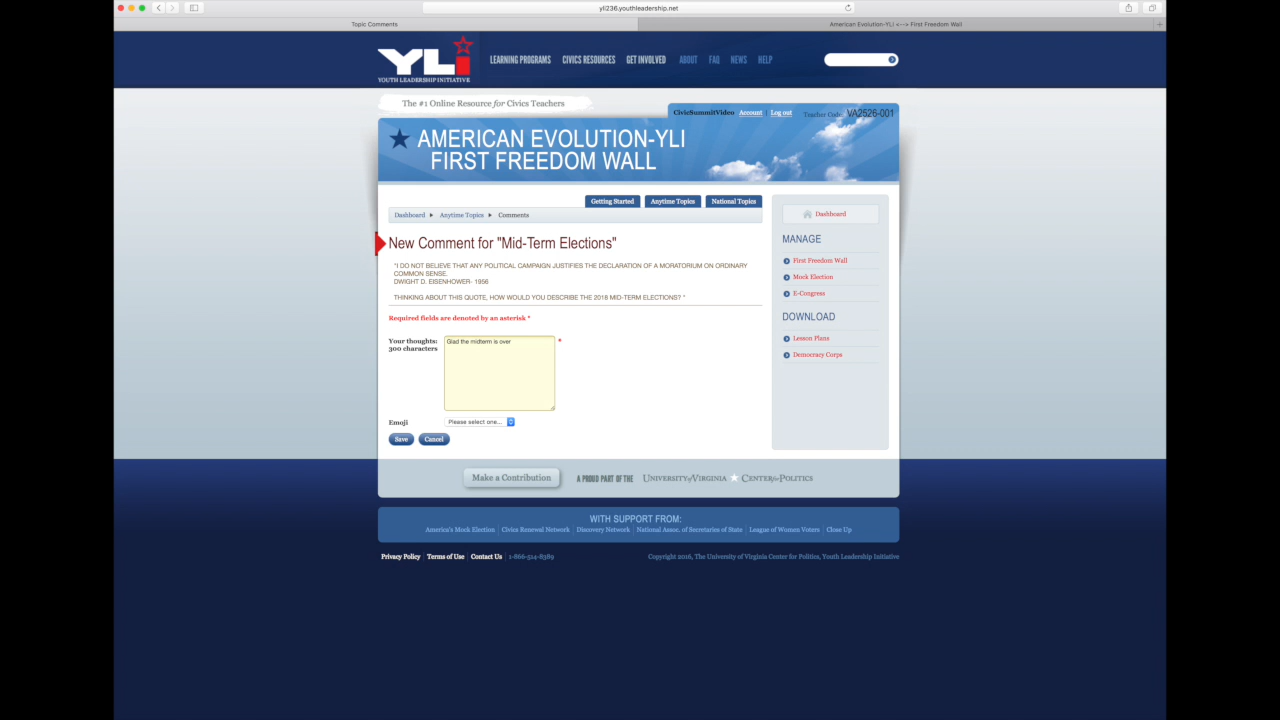 yli236.youthleadership.net
Topic Comments
American Evolution-YLI <--> First Freedom Wall
YLI
YOUTH LEADERSHIP INITIATIVE
LEARNING PROGRAMS CIVICS RESOURCES GET INVOLVED ABOUT FAQ NEWS HELP
The #1 Online Resource for Civics Teachers
CivicSummitVideo Account | Log out Teacher Code: VA2526-001
AMERICAN EVOLUTION-YLI
FIRST FREEDOM WALL
Getting Started Anytime Topics National Topics
Dashboard Anytime Topics Comments
New Comment for "Mid-Term Elections"
"I DO NOT BELIEVE THAT ANY POLITICAL CAMPAIGN JUSTIFIES THE DECLARATION OF A MORATORIUM ON ORDINARY
COMMON SENSE.
DWIGHT D. EISENHOWER- 1956
THINKING ABOUT THIS QUOTE, HOW WOULD YOU DESCRIBE THE 2018 MID-TERM ELECTIONS? "
Required fields are denoted by an asterisk *
Your thoughts:
300 characters
Glad the midterm is over
*
Emoji Please select one...
Save Cancel
Dashboard
MANAGE
First Freedom Wall
Mock Election
E-Congress
DOWNLOAD
Lesson Plans
Democracy Corps
Make a Contribution A PROUD PART OF THE UNIVERSITY of VIRGINIA CENTER for POLITICS
WITH SUPPORT FROM:
America's Mock Election | Civics Renewal Network | Discovery Network | National Assoc. of Secretaries of State | League of Women Voters | Close Up
Privacy Policy | Terms of Use | Contact Us | 1-866-514-8389
Copyright 2016, The University of Virginia Center for Politics, Youth Leadership Initiative